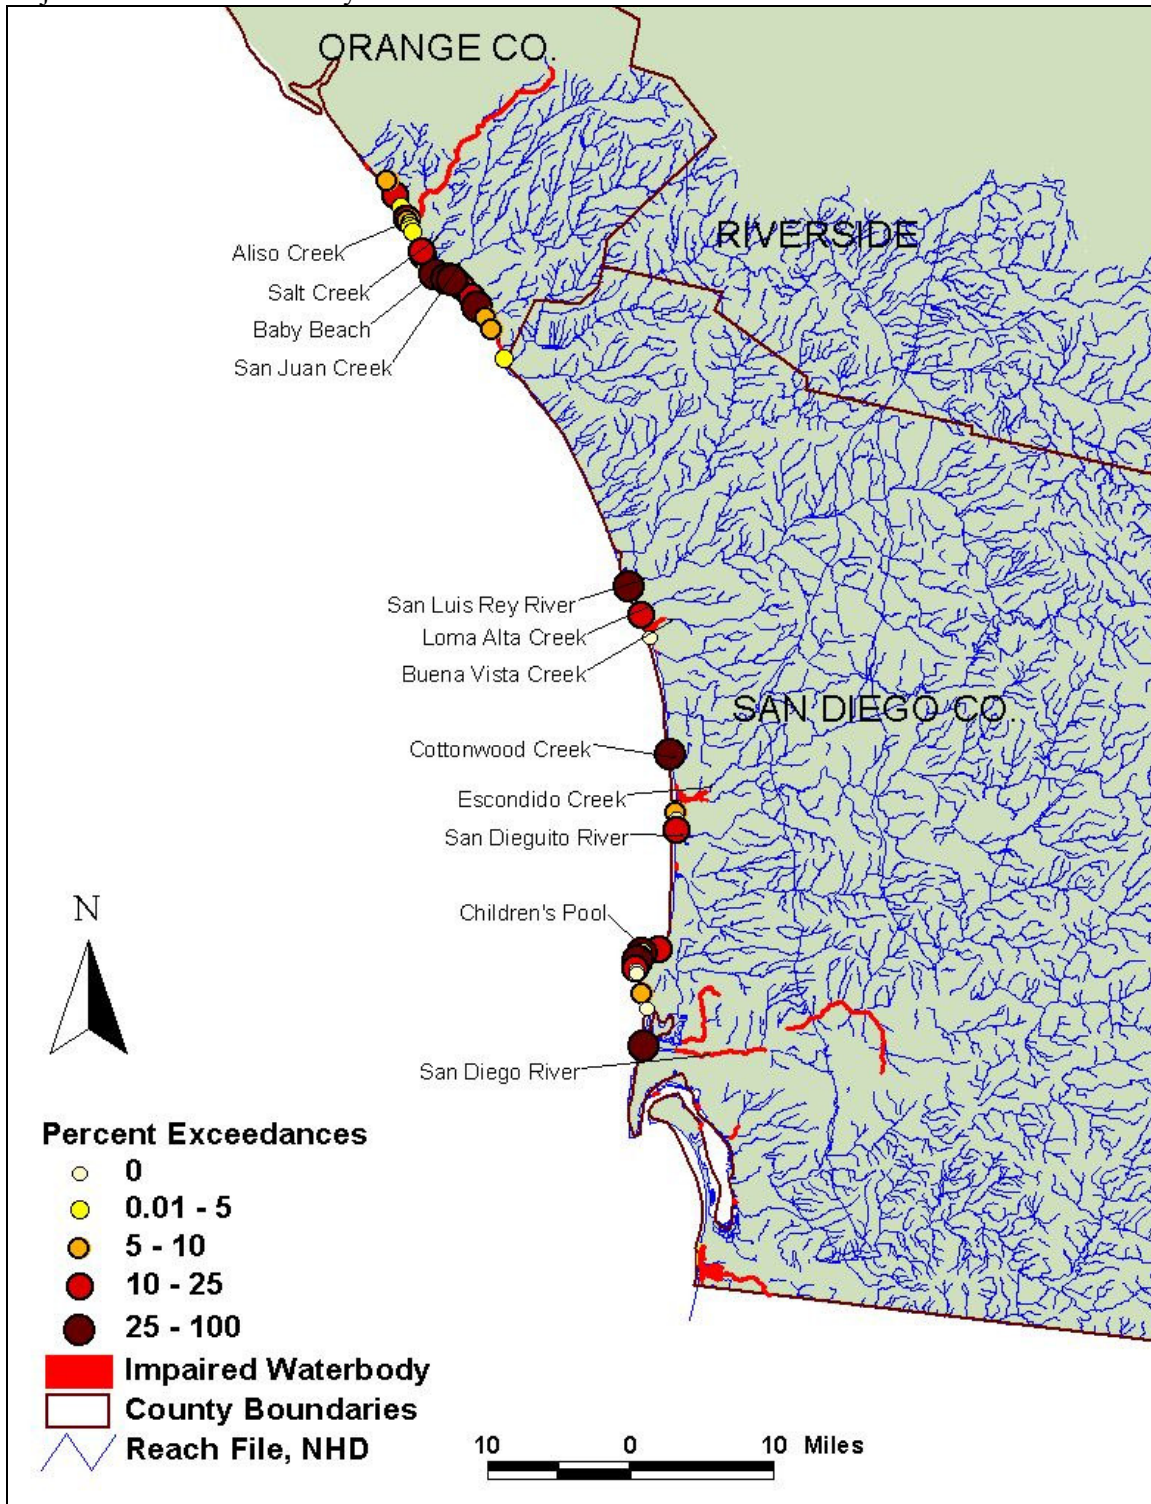 ORANGE CO.
RIVERSIDE
Aliso Creek
Salt Creek
Baby Beach
San Juan Creek
San Luis Rey River
Loma Alta Creek
Buena Vista Creek
SAN DIEGO CO.
Cottonwood Creek
Escondido Creek
San Dieguito River
Children's Pool
N
San Diego River
Percent Exceedances
0
0.01 - 5
5 - 10
10 - 25
25 - 100
Impaired Waterbody
County Boundaries
Reach File, NHD
10 0 10 Miles